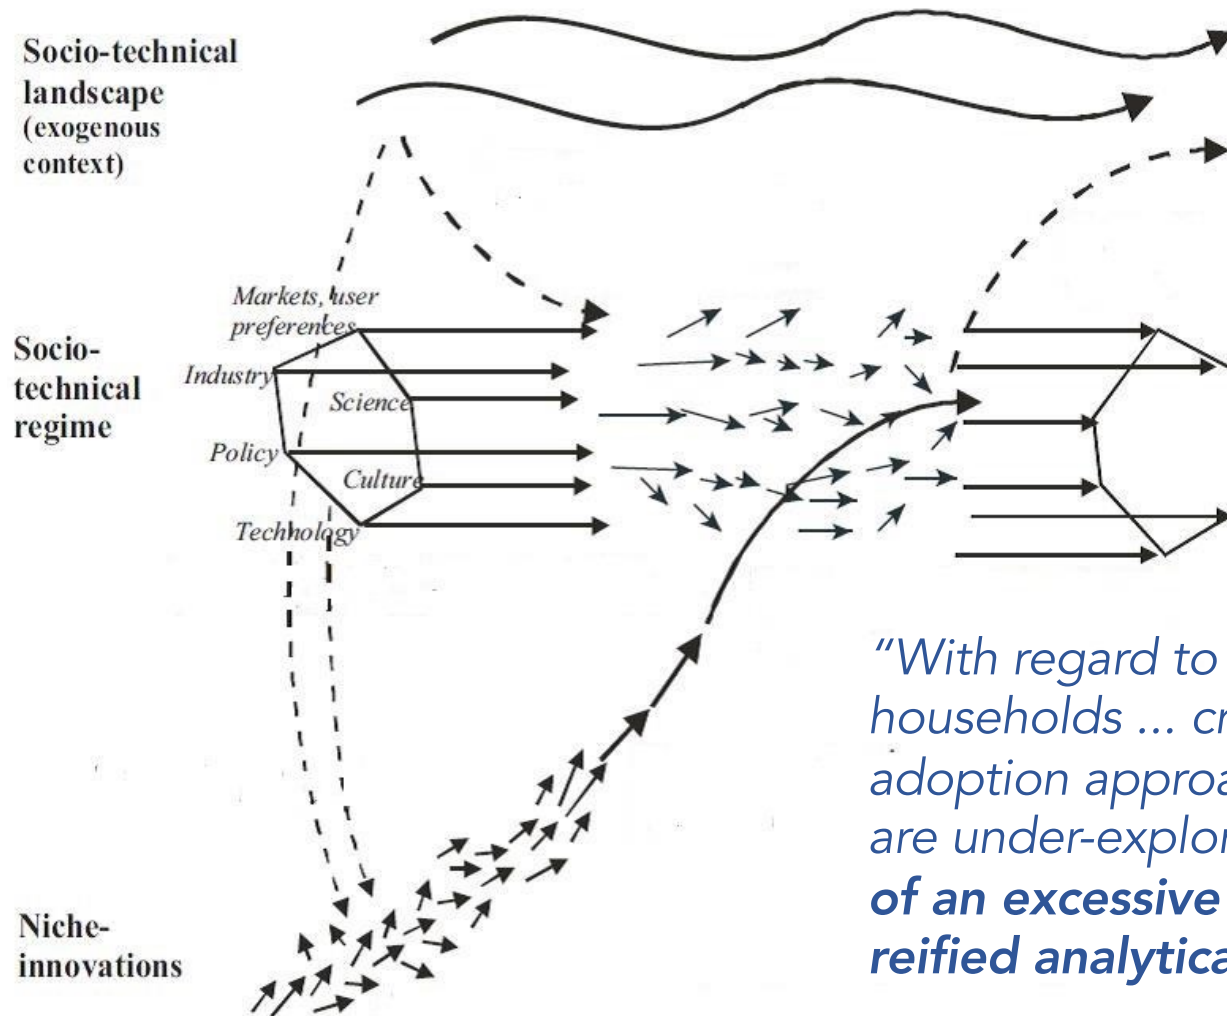 Socio-technical
landscape
(exogenous
context)
Markets, user
preferences
Socio-
technical
regime
Industry
Science
Policy
Culture
Technology
“With regard to
households ... cr
adoption approa
are under-explor
of an excessive
reified analytica
Niche-
innovations